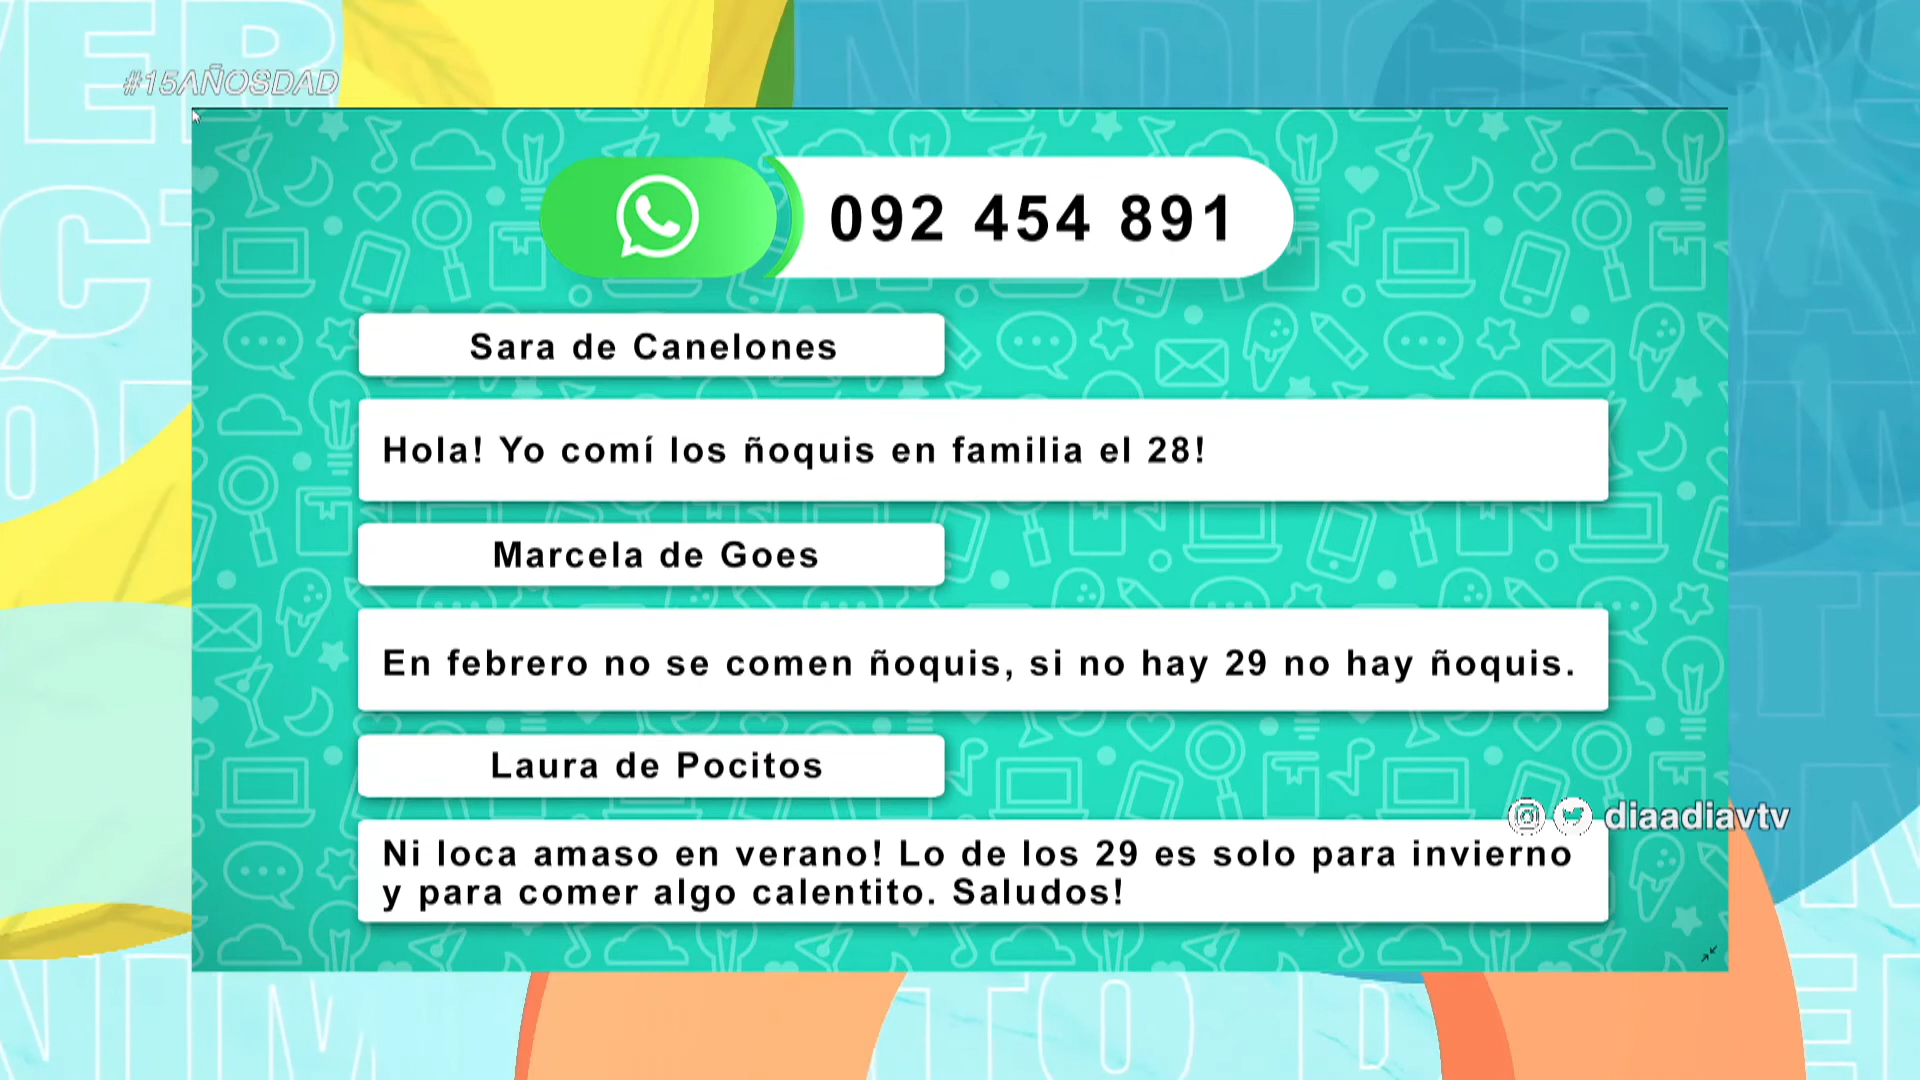 #15AÑOSDAD
092 454 891
Sara de Canelones
Hola! Yo comí los ñoquis en familia el 28!
Marcela de Goes
En febrero no se comen ñoquis, si no hay 29 no hay ñoquis.
Laura de Pocitos
diaadiavtv
Ni loca amaso en verano! Lo de los 29 es solo para invierno
y para comer algo calentito. Saludos!